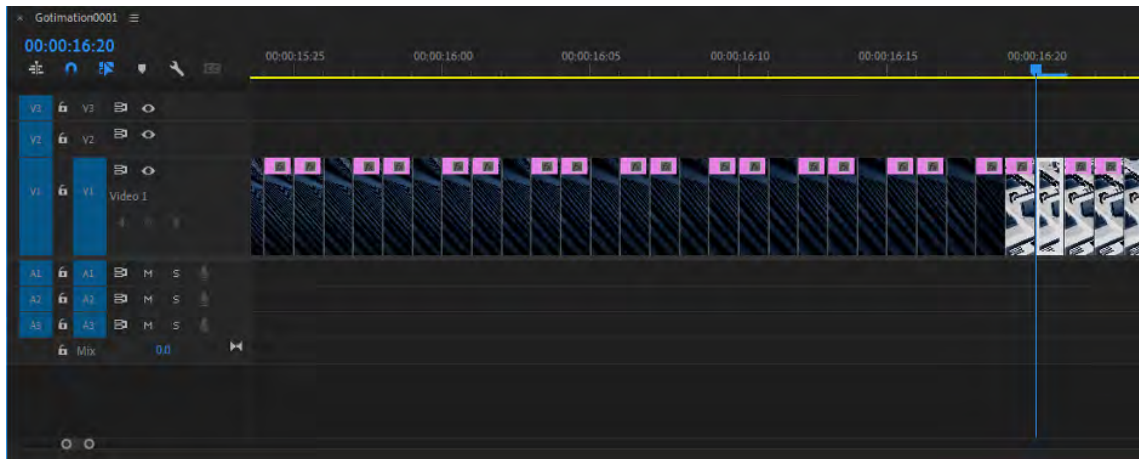 × Gotimation0001 ≡
00:00:16:20
00:00:15:25 00:00:16:00 00:00:16:05 00:00:16:10 00:00:16:15 00:00:16:20
V3 V3
V2 V2
V1 V1 Video 1
A1 A1 M S
A2 A2 M S
A3 A3 M S
Mix 0.0